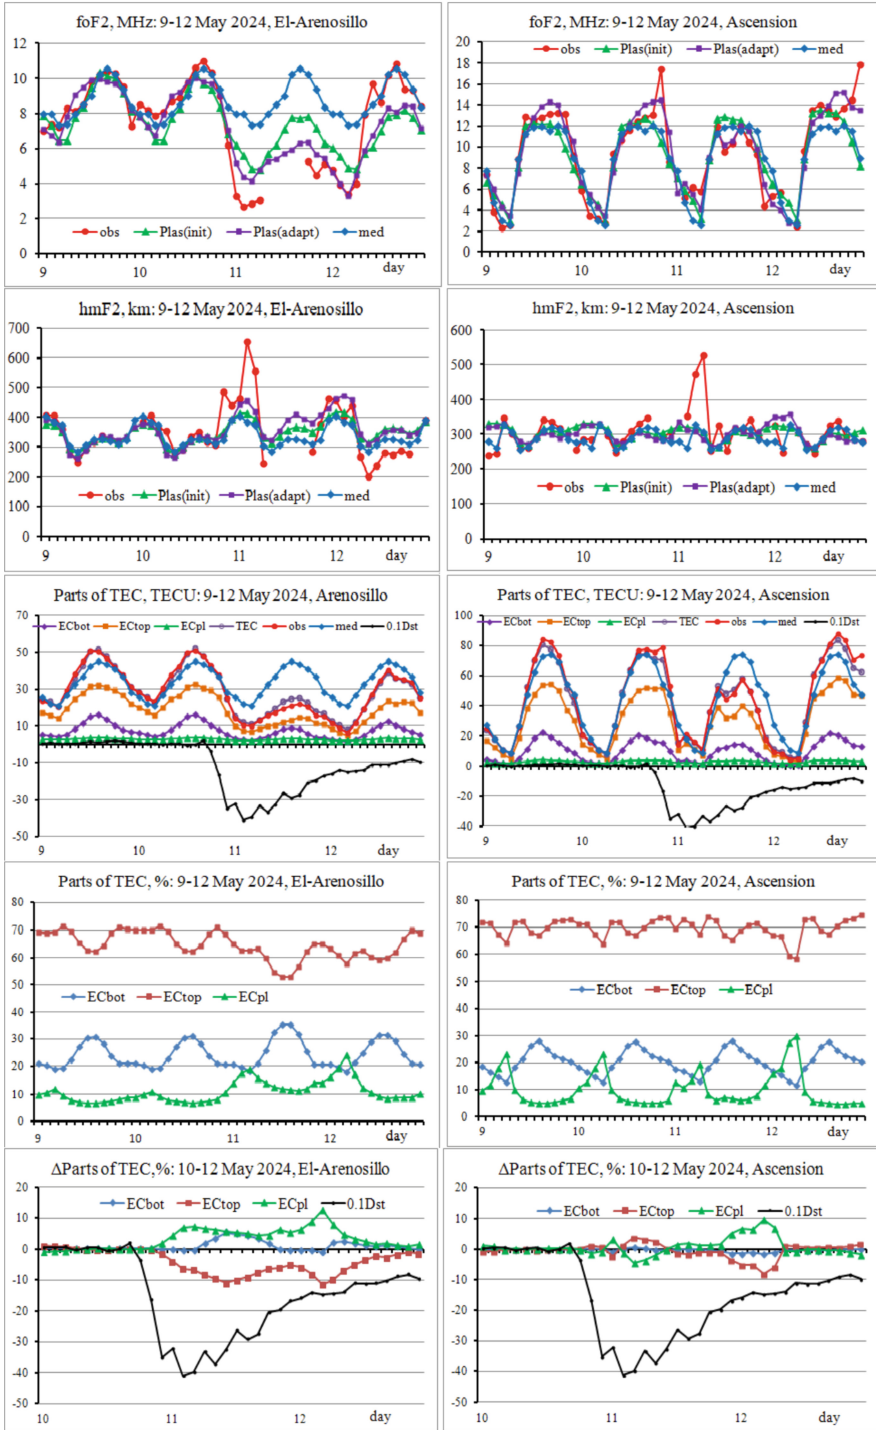 foF2, MHz: 9-12 May 2024, El-Arenosillo
12
10
8
6
4
2
0
obs Plas(init) Plas(adapt) med
9 10 11 12 day
foF2, MHz: 9-12 May 2024, Ascension
20
18
16
14
12
10
8
6
4
2
0
obs Plas(init) Plas(adapt) med
9 10 11 12 day
hmF2, km: 9-12 May 2024, El-Arenosillo
700
600
500
400
300
200
100
0
obs Plas(init) Plas(adapt) med
9 10 11 12 day
hmF2, km: 9-12 May 2024, Ascension
600
500
400
300
200
100
0
obs Plas(init) Plas(adapt) med
9 10 11 12 day
Parts of TEC, TECU: 9-12 May 2024, Arenosillo
ECbot ECtop ECpl TEC obs med 0.1Dst
70
50
30
10
-10
-30
-50
9 10 11 12 day
Parts of TEC, TECU: 9-12 May 2024, Ascension
ECbot ECtop ECpl TEC obs med 0.1Dst
100
80
60
40
20
0
-20
-40
9 10 11 12 day
Parts of TEC, %: 9-12 May 2024, El-Arenosillo
80
70
60
50
40
30
20
10
0
ECbot ECtop ECpl
9 10 11 12 day
Parts of TEC, %: 9-12 May 2024, Ascension
80
70
60
50
40
30
20
10
0
ECbot ECtop ECpl
9 10 11 12 day
ΔParts of TEC,%: 10-12 May 2024, El-Arenosillo
20
10
0
-10
-20
-30
-40
-50
ECbot ECtop ECpl 0.1Dst
10 11 12 day
ΔParts of TEC,%: 10-12 May 2024, Ascension
20
10
0
-10
-20
-30
-40
-50
ECbot ECtop ECpl 0.1Dst
10 11 12 day